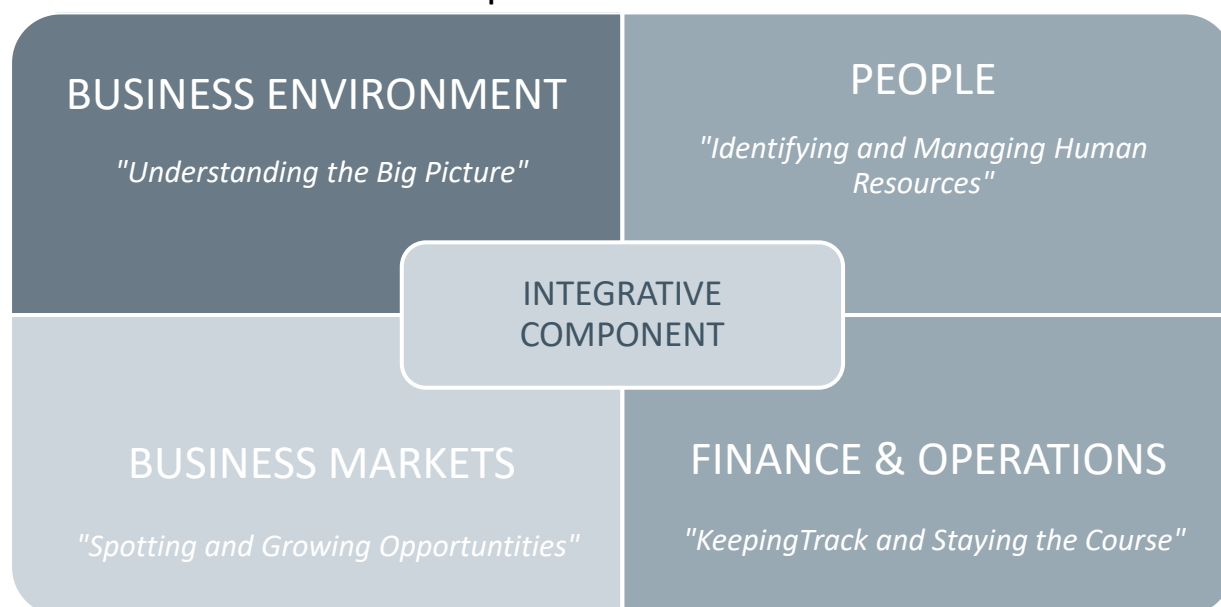 BUSINESS ENVIRONMENT
"Understanding the Big Picture"
PEOPLE
"Identifying and Managing Human
Resources"
INTEGRATIVE
COMPONENT
BUSINESS MARKETS
"Spotting and Growing Opportuntities"
FINANCE & OPERATIONS
"KeepingTrack and Staying the Course"